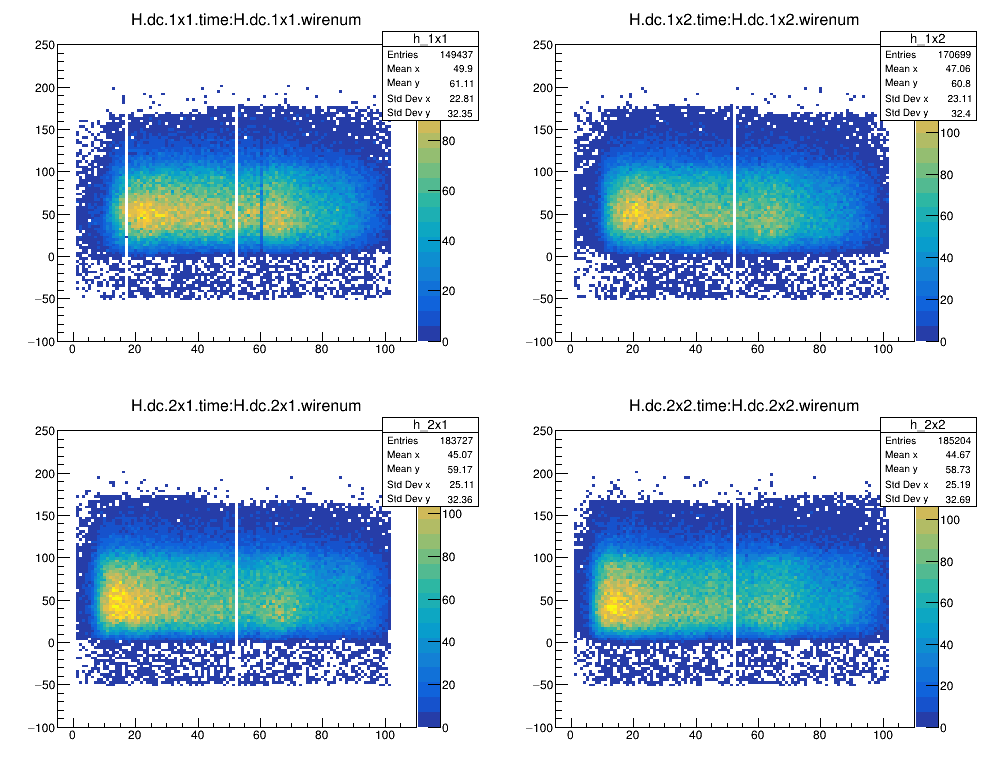 H.dc.1x1.time:H.dc.1x1.wirenum
h_1x1
Entries 149437
Mean x 49.9
Mean y 61.11
Std Dev x 22.81
Std Dev y 32.35
250
200
150
100
50
0
−50
−100
0 20 40 60 80 100
80
60
40
20
0
H.dc.1x2.time:H.dc.1x2.wirenum
h_1x2
Entries 170699
Mean x 47.06
Mean y 60.8
Std Dev x 23.11
Std Dev y 32.4
250
200
150
100
50
0
−50
−100
0 20 40 60 80 100
100
80
60
40
20
0
H.dc.2x1.time:H.dc.2x1.wirenum
h_2x1
Entries 183727
Mean x 45.07
Mean y 59.17
Std Dev x 25.11
Std Dev y 32.36
250
200
150
100
50
0
−50
−100
0 20 40 60 80 100
100
80
60
40
20
0
H.dc.2x2.time:H.dc.2x2.wirenum
h_2x2
Entries 185204
Mean x 44.67
Mean y 58.73
Std Dev x 25.19
Std Dev y 32.69
250
200
150
100
50
0
−50
−100
0 20 40 60 80 100
100
80
60
40
20
0